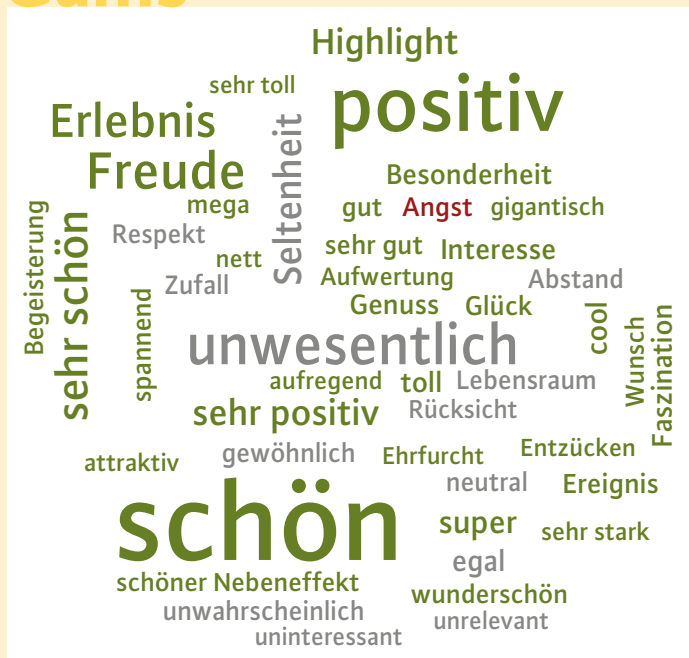 Highlight
sehr toll
positiv
Erlebnis
Seltenheit
Freude
Besonderheit
mega
gut
Angst
gigantisch
Begeisterung
sehr schön
Respekt
nett
sehr gut
Interesse
Zufall
Aufwertung
Abstand
spannend
Genuss
Glück
cool
Wunsch
Faszination
unwesentlich
aufregend
toll
Lebensraum
sehr positiv
Rücksicht
attraktiv
gewöhnlich
Ehrfurcht
Entzücken
neutral
Ereignis
schön
super
sehr stark
egal
schöner Nebeneffekt
wunderschön
unwahrscheinlich
unrelevant
uninteressant